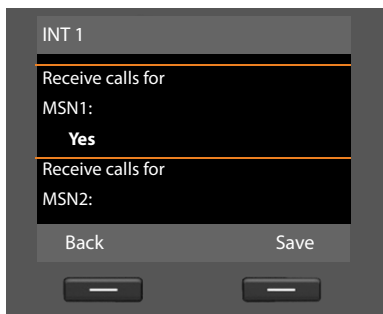 INT 1
Receive calls for
MSN1:
Yes
Receive calls for
MSN2:
Back Save